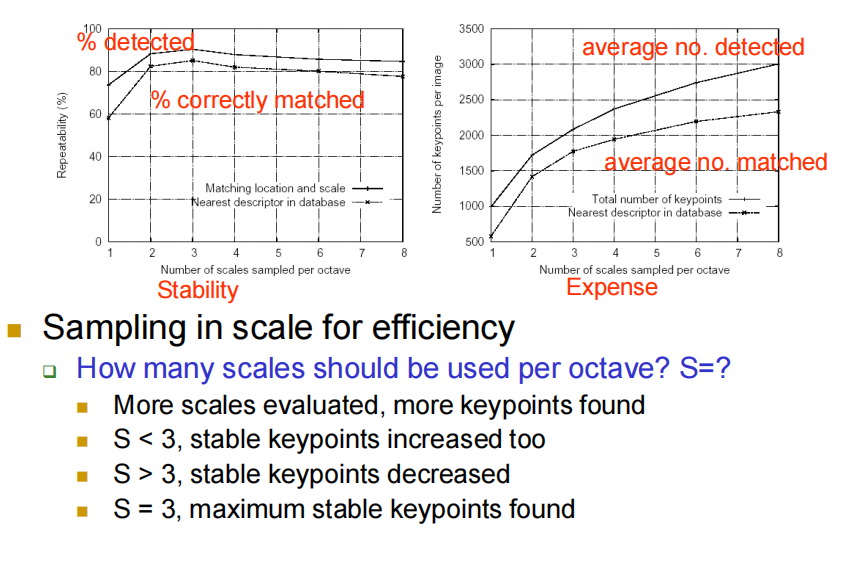 100
% detected
80
% correctly matched
60
40
20
0
Repeatability (%)
Matching location and scale
Nearest descriptor in database
1 2 3 4 5 6 7 8
Number of scales sampled per octave
Stability
3500
average no. detected
3000
2500
2000
average no. matched
1500
1000
500
Number of keypoints per image
Total number of keypoints
Nearest descriptor in database
1 2 3 4 5 6 7 8
Number of scales sampled per octave
Expense
Sampling in scale for efficiency
How many scales should be used per octave? S=?
More scales evaluated, more keypoints found
S < 3, stable keypoints increased too
S > 3, stable keypoints decreased
S = 3, maximum stable keypoints found